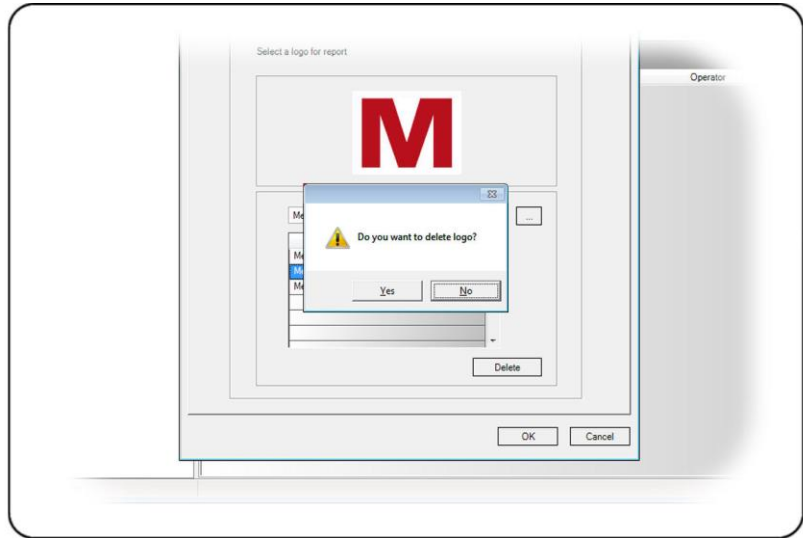 Select a logo for report
Operator
M
Me
...
Do you want to delete logo?
Me
Me
Me
Yes
No
Delete
OK
Cancel